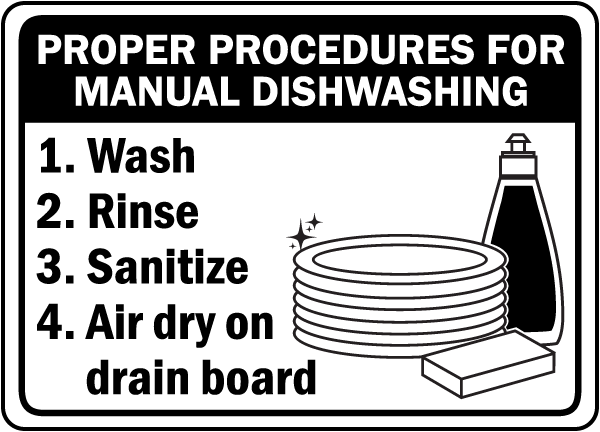 PROPER PROCEDURES FOR
MANUAL DISHWASHING
1. Wash
2. Rinse
3. Sanitize
4. Air dry on
drain board